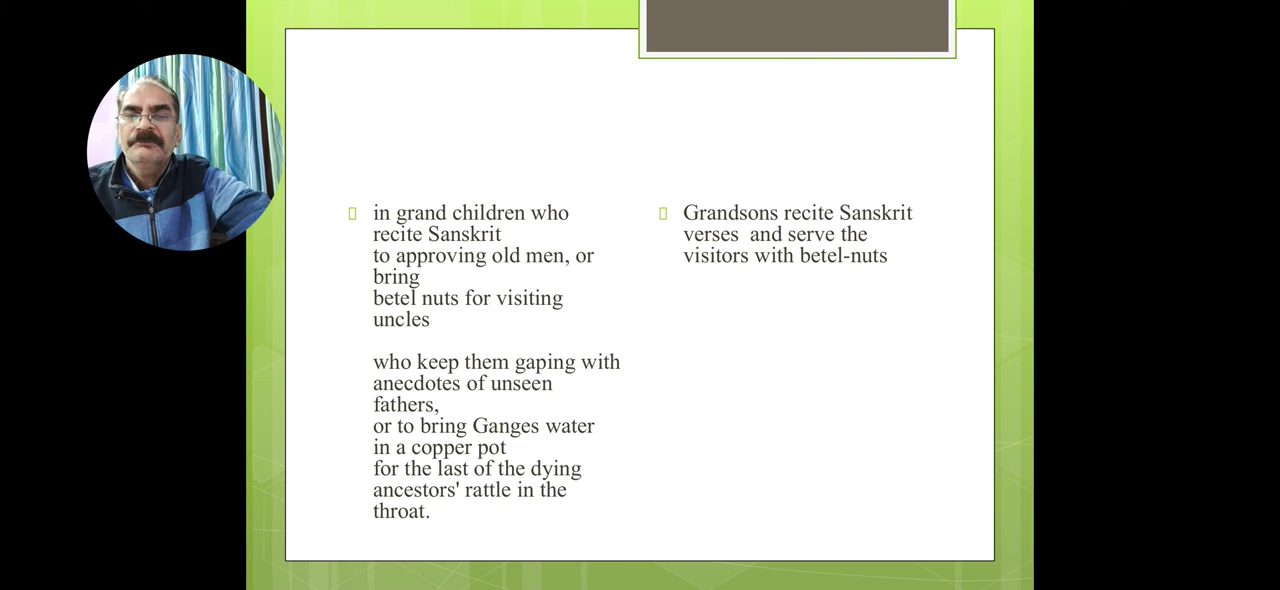 in grand children who
recite Sanskrit
to approving old men, or
bring
betel nuts for visiting
uncles
who keep them gaping with
anecdotes of unseen
fathers,
or to bring Ganges water
in a copper pot
for the last of the dying
ancestors' rattle in the
throat.
Grandsons recite Sanskrit
verses  and serve the
visitors with betel-nuts